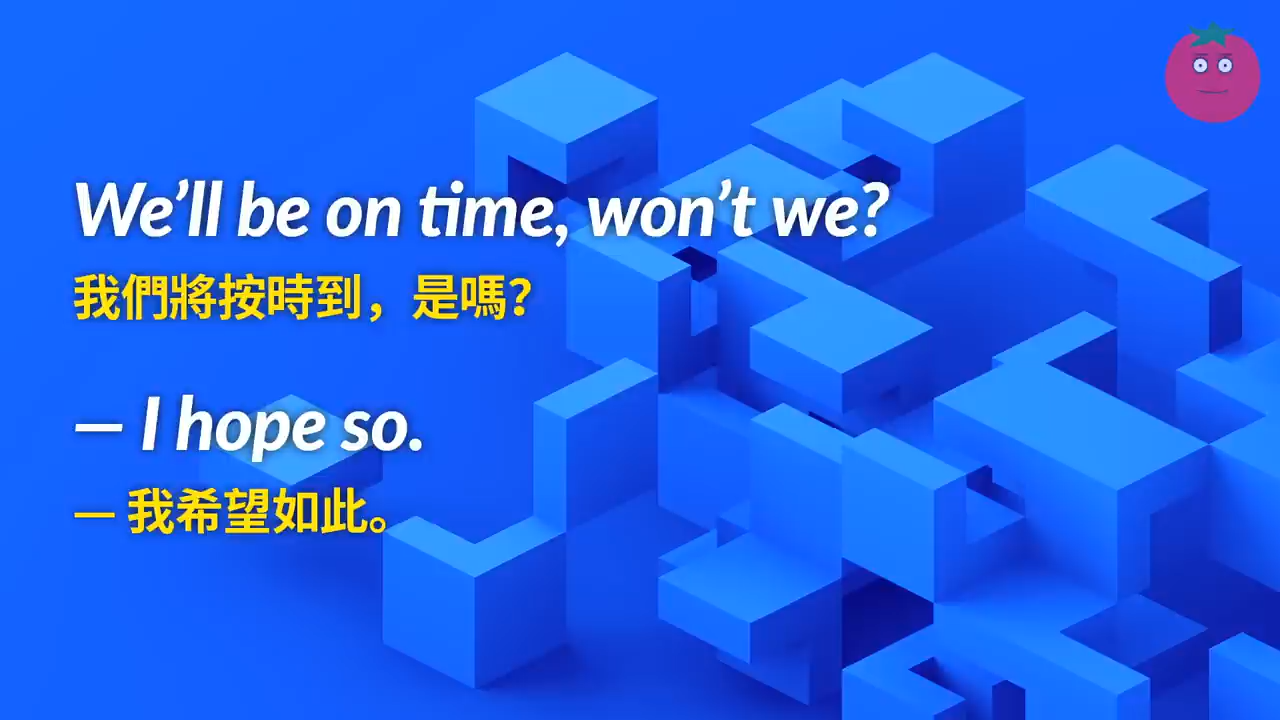 We’ll be on time, won’t we?
我們將按時到，是嗎？
— I hope so.
— 我希望如此。